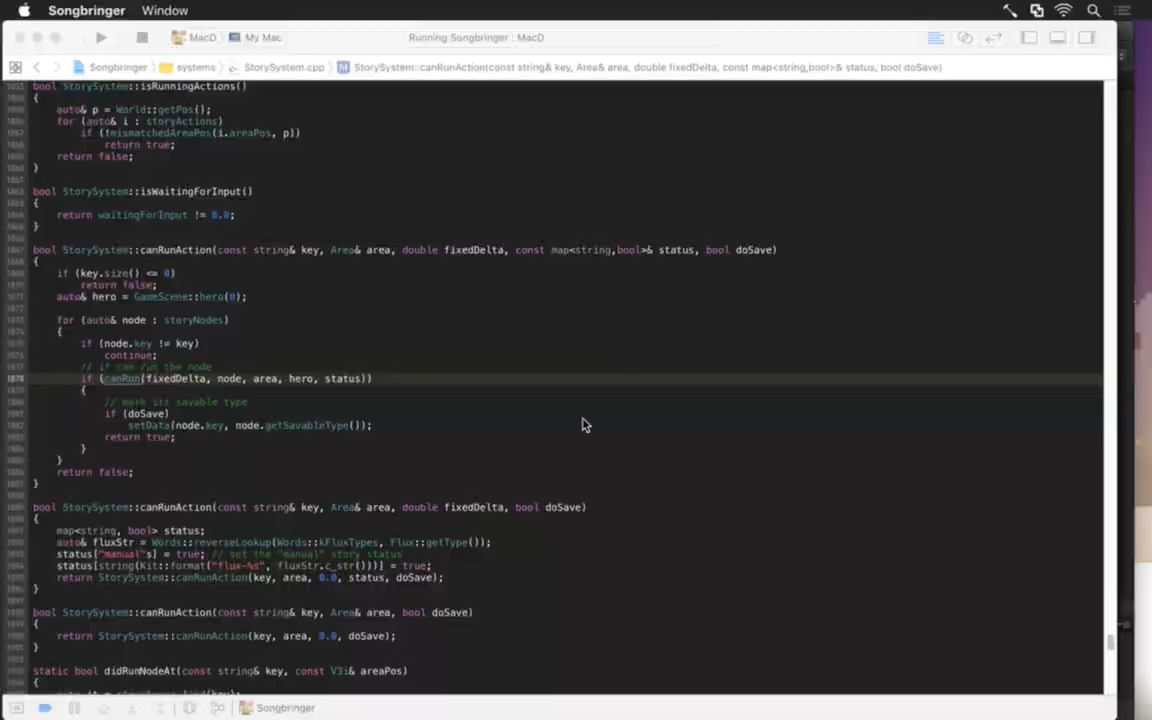 Songbringer Window
MacD My Mac Running Songbringer : MacD
Songbringer systems StorySystem.cpp StorySystem::canRunAction(const string& key, Area& area, double fixedDelta, const map<string,bool>& status, bool doSave)
bool StorySystem::isRunningActions()
{
auto& p = World::getPos();
for (auto& i : storyActions)
if (!mismatchedAreaPos(i.areaPos, p))
return true;
return false;
}
bool StorySystem::isWaitingForInput()
{
return waitingForInput != 0.0;
}
bool StorySystem::canRunAction(const string& key, Area& area, double fixedDelta, const map<string,bool>& status, bool doSave)
{
if (key.size() <= 0)
return false;
auto& hero = GameScene::hero(0);
for (auto& node : storyNodes)
{
if (node.key != key)
continue;
// if can run the node
if (canRun(fixedDelta, node, area, hero, status))
{
// mark its savable type
if (doSave)
setData(node.key, node.getSavableType());
return true;
}
}
return false;
}
bool StorySystem::canRunAction(const string& key, Area& area, double fixedDelta, bool doSave)
{
map<string, bool> status;
auto& fluxStr = Words::reverseLookup(Words::kFluxTypes, Flux::getType());
status["manual"s] = true; // set the "manual" story status
status[string(Kit::format("flux-%s", fluxStr.c_str()))] = true;
return StorySystem::canRunAction(key, area, 0.0, status, doSave);
}
bool StorySystem::canRunAction(const string& key, Area& area, bool doSave)
{
return StorySystem::canRunAction(key, area, 0.0, doSave);
}
static bool didRunNodeAt(const string& key, const V3i& areaPos)
{
Songbringer